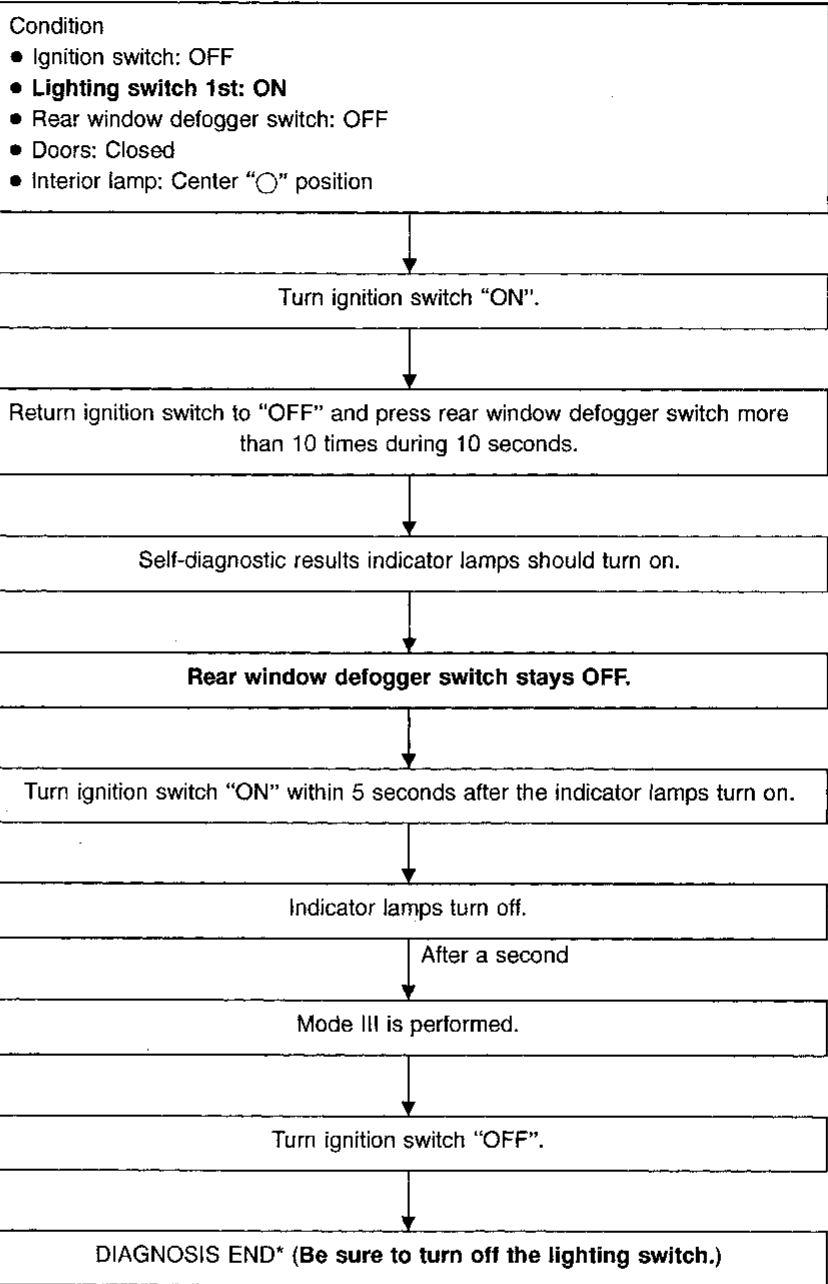 Condition
● Ignition switch: OFF
● Lighting switch 1st: ON
● Rear window defogger switch: OFF
● Doors: Closed
● Interior lamp: Center “○” position
Turn ignition switch “ON”.
Return ignition switch to “OFF” and press rear window defogger switch more
than 10 times during 10 seconds.
Self-diagnostic results indicator lamps should turn on.
Rear window defogger switch stays OFF.
Turn ignition switch “ON” within 5 seconds after the indicator lamps turn on.
Indicator lamps turn off.
After a second
Mode III is performed.
Turn ignition switch “OFF”.
DIAGNOSIS END* (Be sure to turn off the lighting switch.)